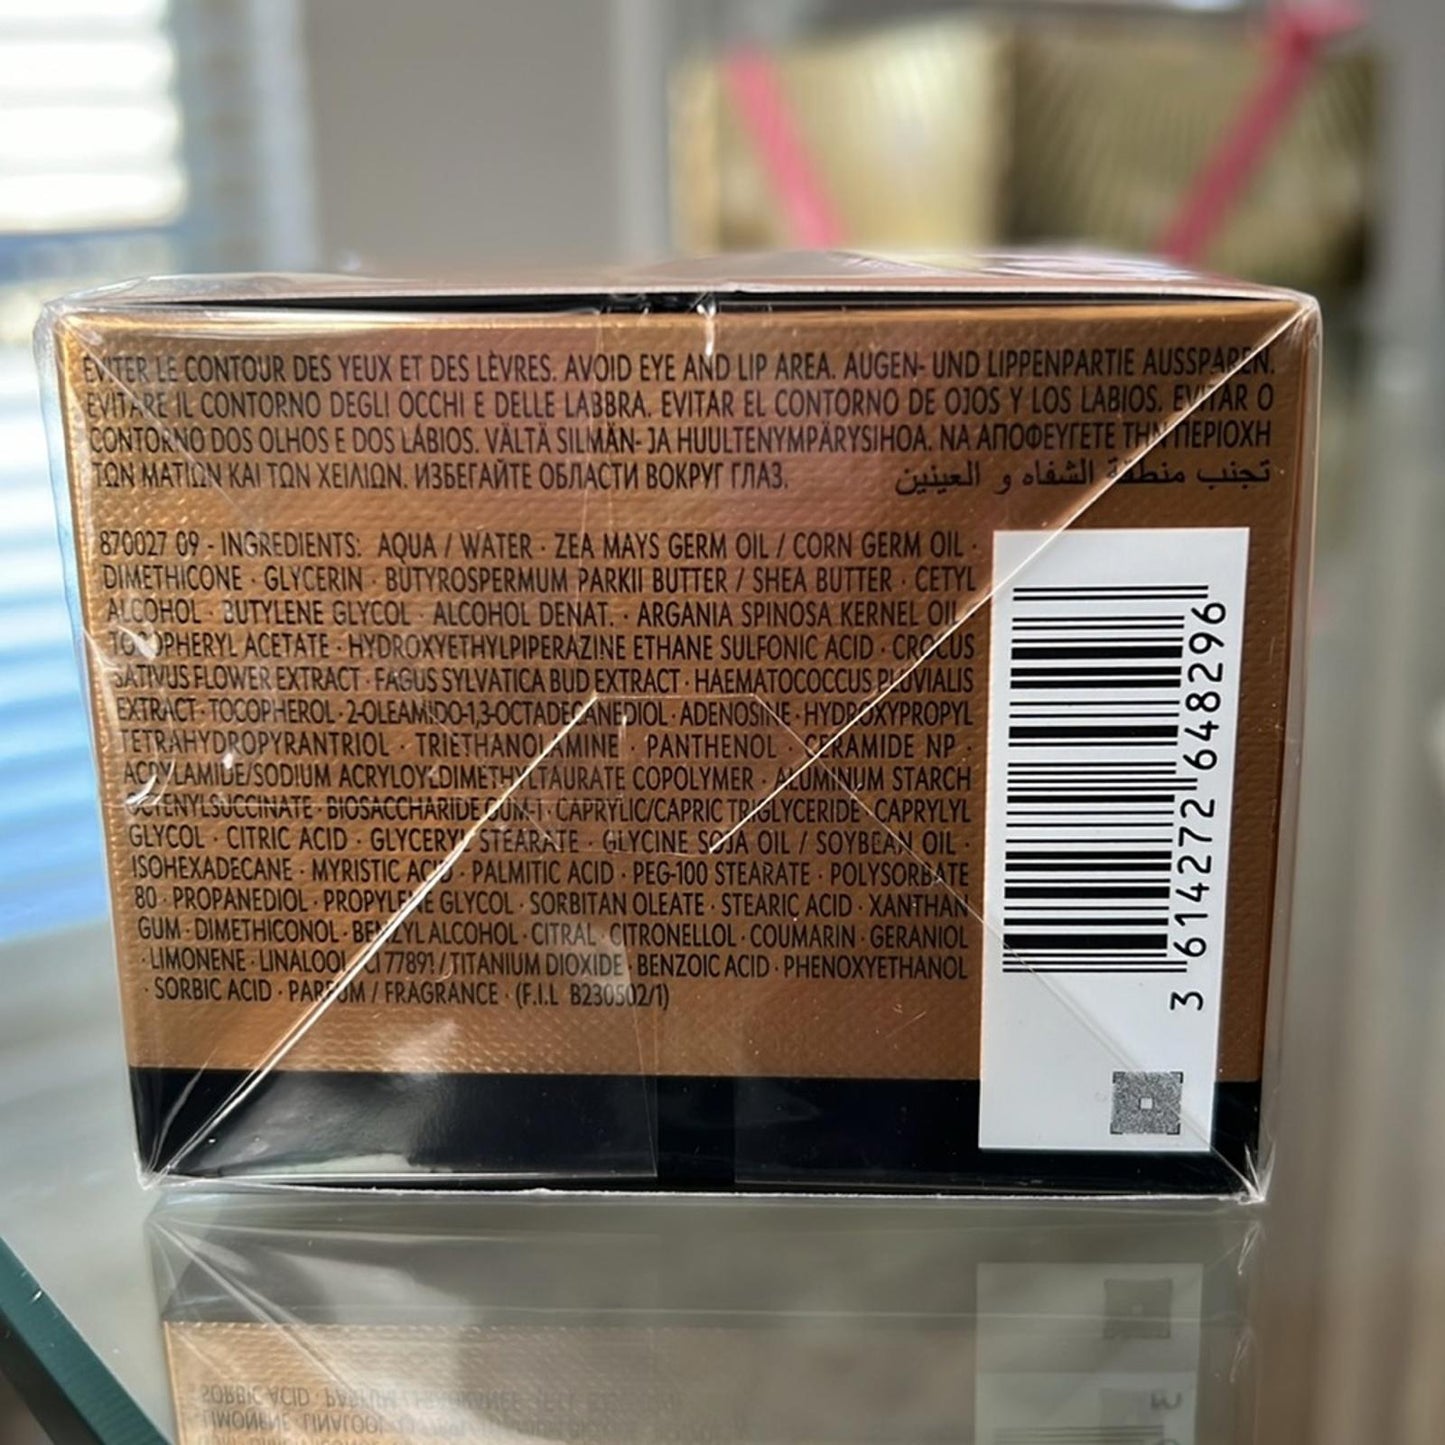 ÉVITER LE CONTOUR DES YEUX ET DES LÈVRES. AVOID EYE AND LIP AREA. AUGEN- UND LIPPENPARTIE AUSSPAREN.
EVITARE IL CONTORNO DEGLI OCCHI E DELLE LABBRA. EVITAR EL CONTORNO DE OJOS Y LOS LABIOS. EVITAR O
CONTORNO DOS OLHOS E DOS LÁBIOS. VÄLTÄ SILMÄN- JA HUULTENYMPÄRYSIHOA. ΝΑ ΑΠΟΦΕΥΓΕΤΕ ΤΗΝ ΠΕΡΙΟΧΗ
ΤΩΝ ΜΑΤΙΩΝ ΚΑΙ ΤΩΝ ΧΕΙΛΙΩΝ. ИЗБЕГАЙТЕ ОБЛАСТИ ВОКРУГ ГЛАЗ. تجنب منطقة الشفاه و العينين
870027 09 - INGREDIENTS: AQUA / WATER · ZEA MAYS GERM OIL / CORN GERM OIL ·
DIMETHICONE · GLYCERIN · BUTYROSPERMUM PARKII BUTTER / SHEA BUTTER · CETYL
ALCOHOL · BUTYLENE GLYCOL · ALCOHOL DENAT. · ARGANIA SPINOSA KERNEL OIL ·
TOCOPHERYL ACETATE · HYDROXYETHYLPIPERAZINE ETHANE SULFONIC ACID · CROCUS
SATIVUS FLOWER EXTRACT · FAGUS SYLVATICA BUD EXTRACT · HAEMATOCOCCUS PLUVIALIS
EXTRACT · TOCOPHEROL · 2-OLEAMIDO-1,3-OCTADECANEDIOL · ADENOSINE · HYDROXYPROPYL
TETRAHYDROPYRANTRIOL · TRIETHANOLAMINE · PANTHENOL · CERAMIDE NP ·
ACRYLAMIDE/SODIUM ACRYLOYLDIMETHYLTAURATE COPOLYMER · ALUMINUM STARCH
OCTENYLSUCCINATE · BIOSACCHARIDE GUM-1 · CAPRYLIC/CAPRIC TRIGLYCERIDE · CAPRYLYL
GLYCOL · CITRIC ACID · GLYCERYL STEARATE · GLYCINE SOJA OIL / SOYBEAN OIL ·
ISOHEXADECANE · MYRISTIC ACID · PALMITIC ACID · PEG-100 STEARATE · POLYSORBATE
80 · PROPANEDIOL · PROPYLENE GLYCOL · SORBITAN OLEATE · STEARIC ACID · XANTHAN
GUM · DIMETHICONOL · BENZYL ALCOHOL · CITRAL · CITRONELLOL · COUMARIN · GERANIOL
· LIMONENE · LINALOOL · CI 77891 / TITANIUM DIOXIDE · BENZOIC ACID · PHENOXYETHANOL
· SORBIC ACID · PARFUM / FRAGRANCE · (F.I.L B230502/1)
3 614272 648296